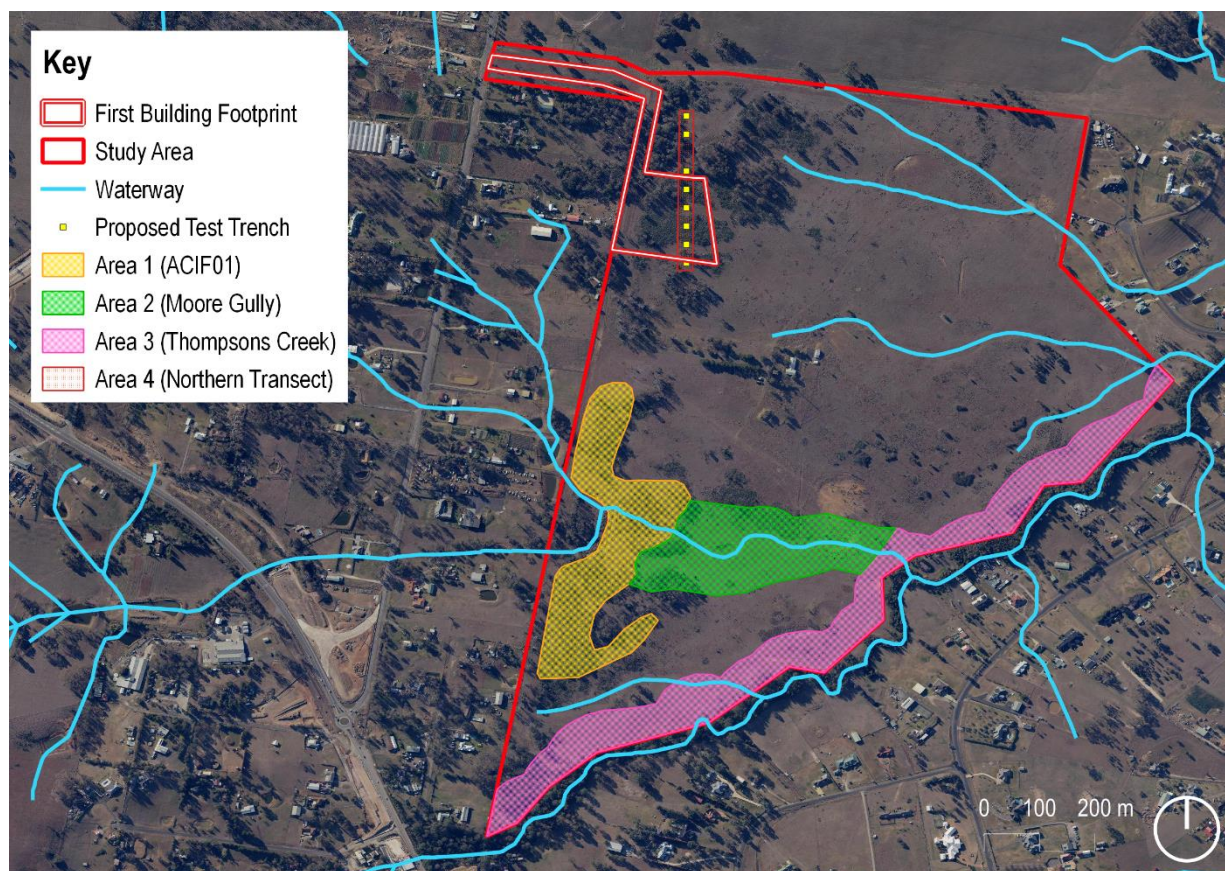 Key
First Building Footprint
Study Area
Waterway
Proposed Test Trench
Area 1 (ACIF01)
Area 2 (Moore Gully)
Area 3 (Thompsons Creek)
Area 4 (Northern Transect)
0 100 200 m